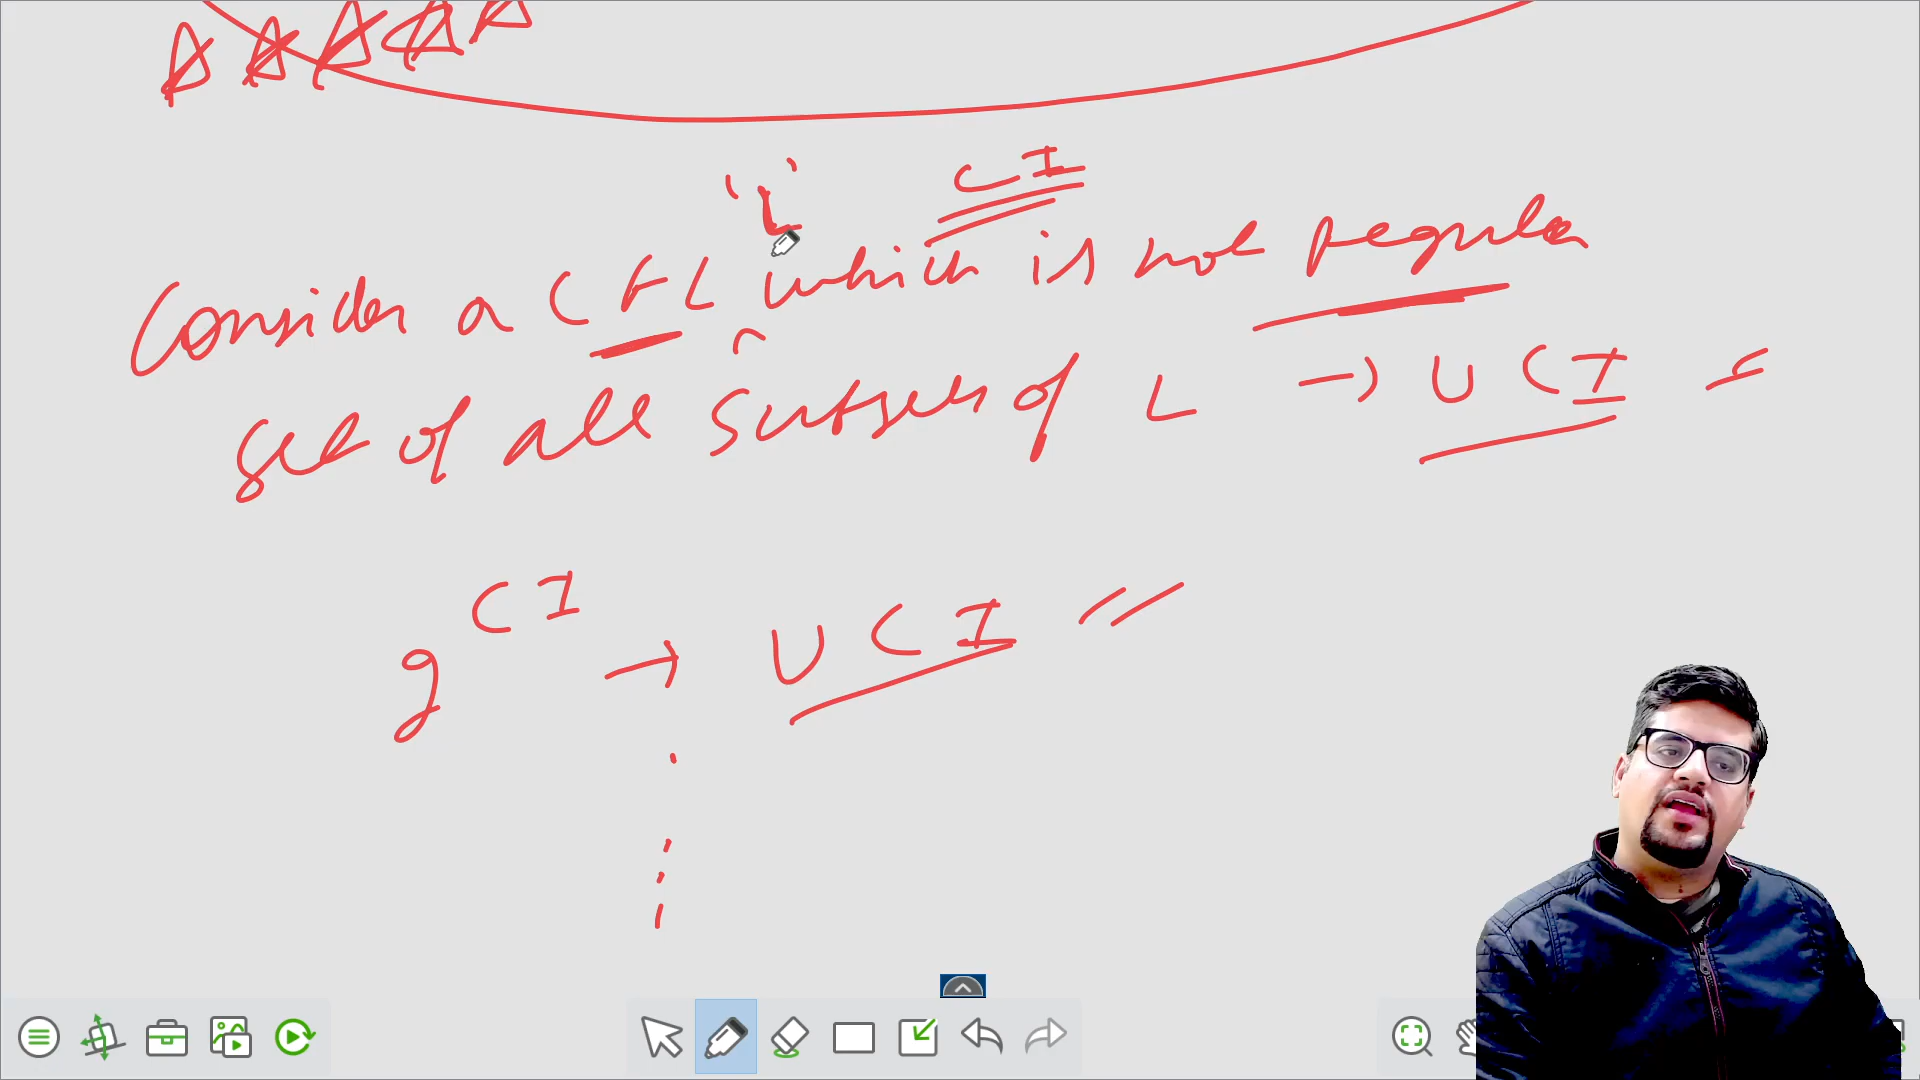 'L' CI
Consider a CFL which is not regular
set of all subsets of L → UCI
2^CI → UCI